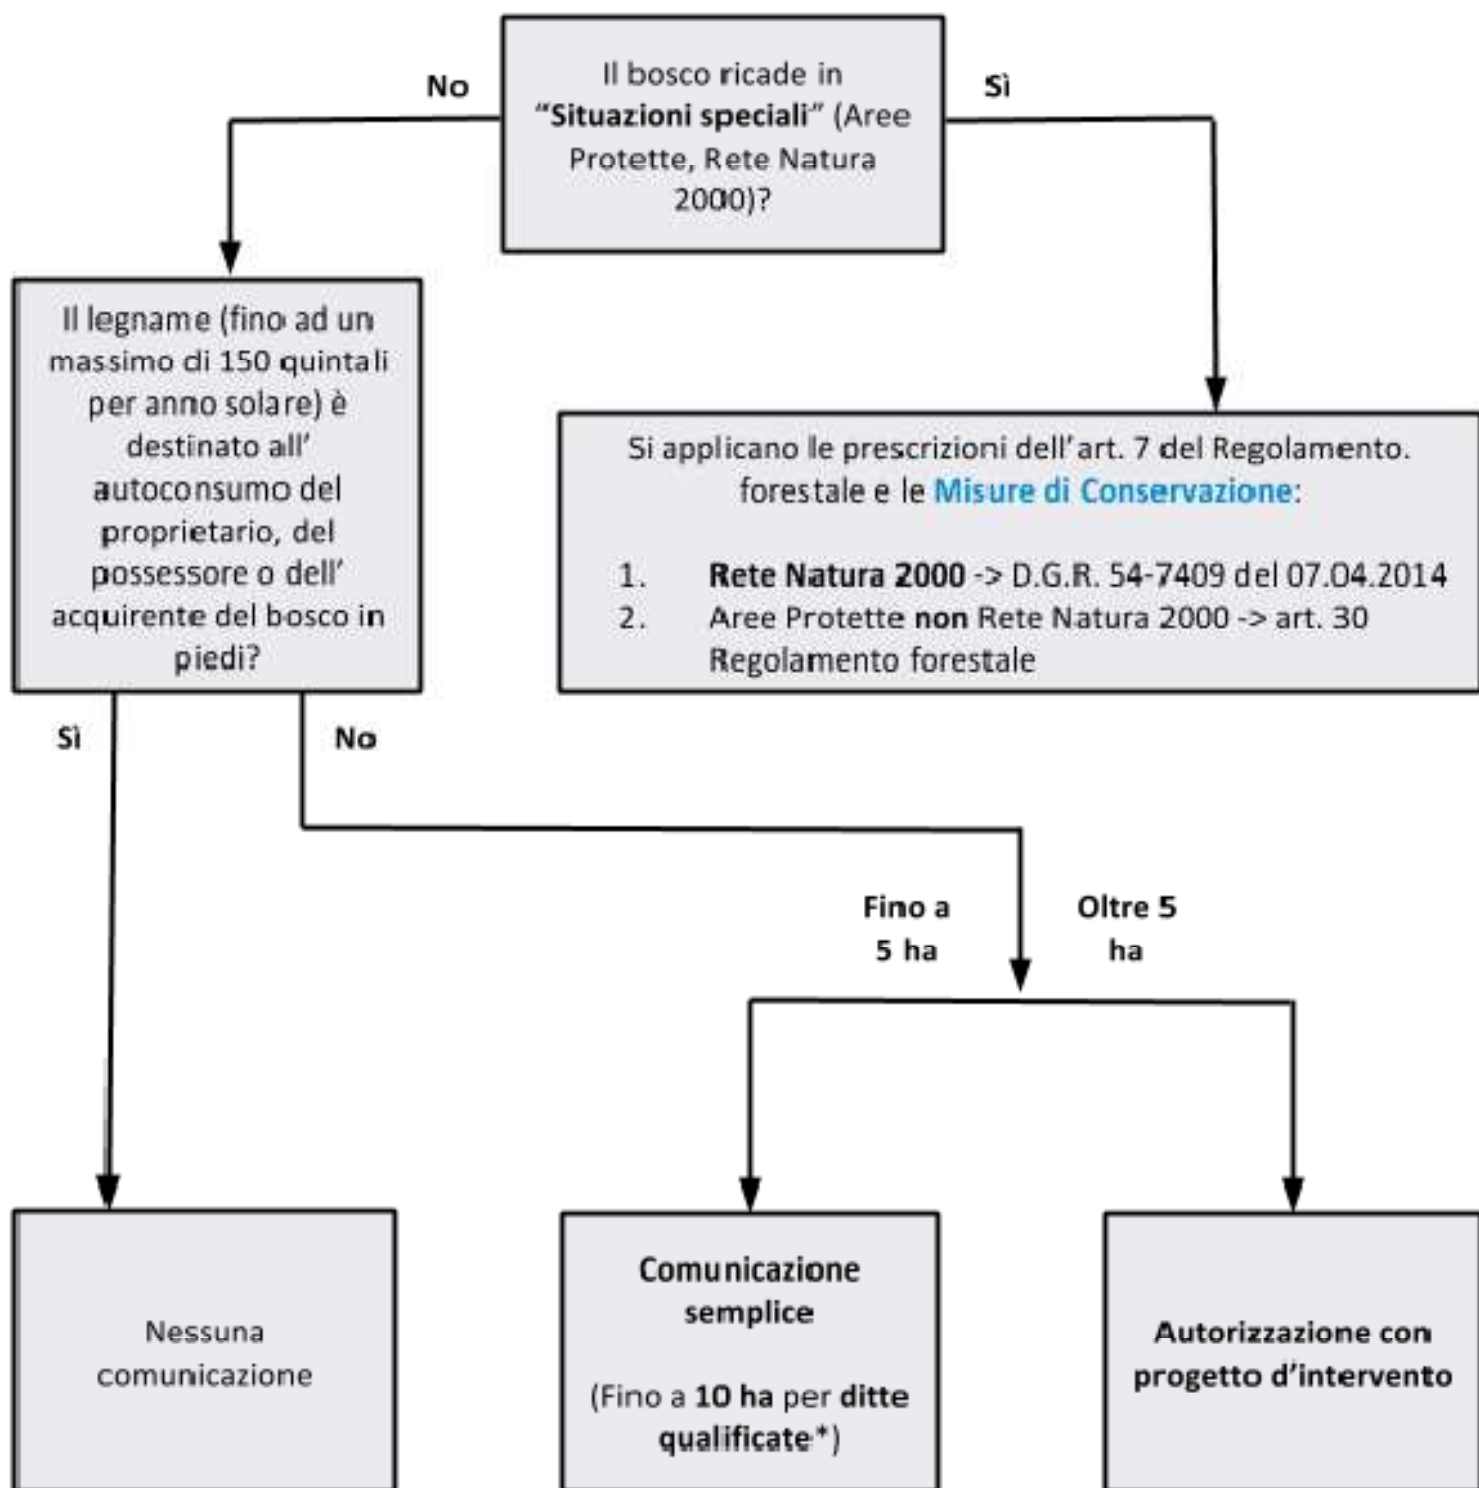 Il bosco ricade in
"Situazioni speciali" (Aree
Protette, Rete Natura
2000)?
No
Sì
Il legname (fino ad un
massimo di 150 quintali
per anno solare) è
destinato all'
autoconsumo del
proprietario, del
possessore o dell'
acquirente del bosco in
piedi?
Si applicano le prescrizioni dell'art. 7 del Regolamento.
forestale e le Misure di Conservazione:
1. Rete Natura 2000 -> D.G.R. 54-7409 del 07.04.2014
2. Aree Protette non Rete Natura 2000 -> art. 30
Regolamento forestale
Sì
No
Fino a
5 ha
Oltre 5
ha
Nessuna
comunicazione
Comunicazione
semplice
(Fino a 10 ha per ditte
qualificate*)
Autorizzazione con
progetto d'intervento